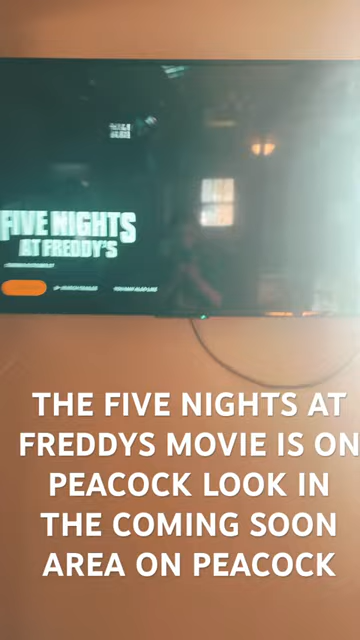 FIVE NIGHTS
AT FREDDY'S
THE FIVE NIGHTS AT
FREDDYS MOVIE IS ON
PEACOCK LOOK IN
THE COMING SOON
AREA ON PEACOCK